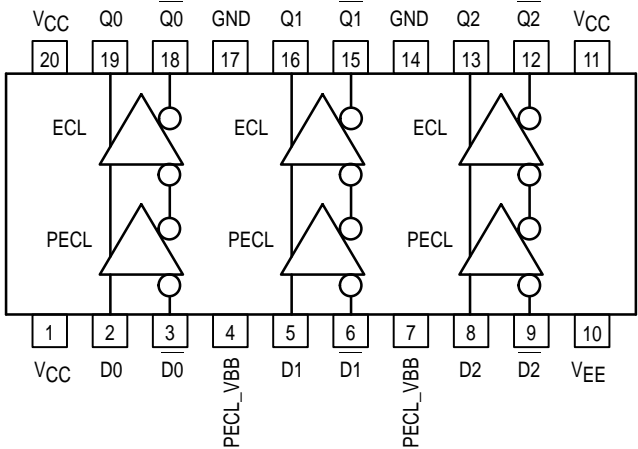 VCC Q0 Q0 GND Q1 Q1 GND Q2 Q2 VCC
20 19 18 17 16 15 14 13 12 11
ECL ECL ECL
PECL PECL PECL
1 2 3 4 5 6 7 8 9 10
VCC D0 D0 PECL_VBB D1 D1 PECL_VBB D2 D2 VEE